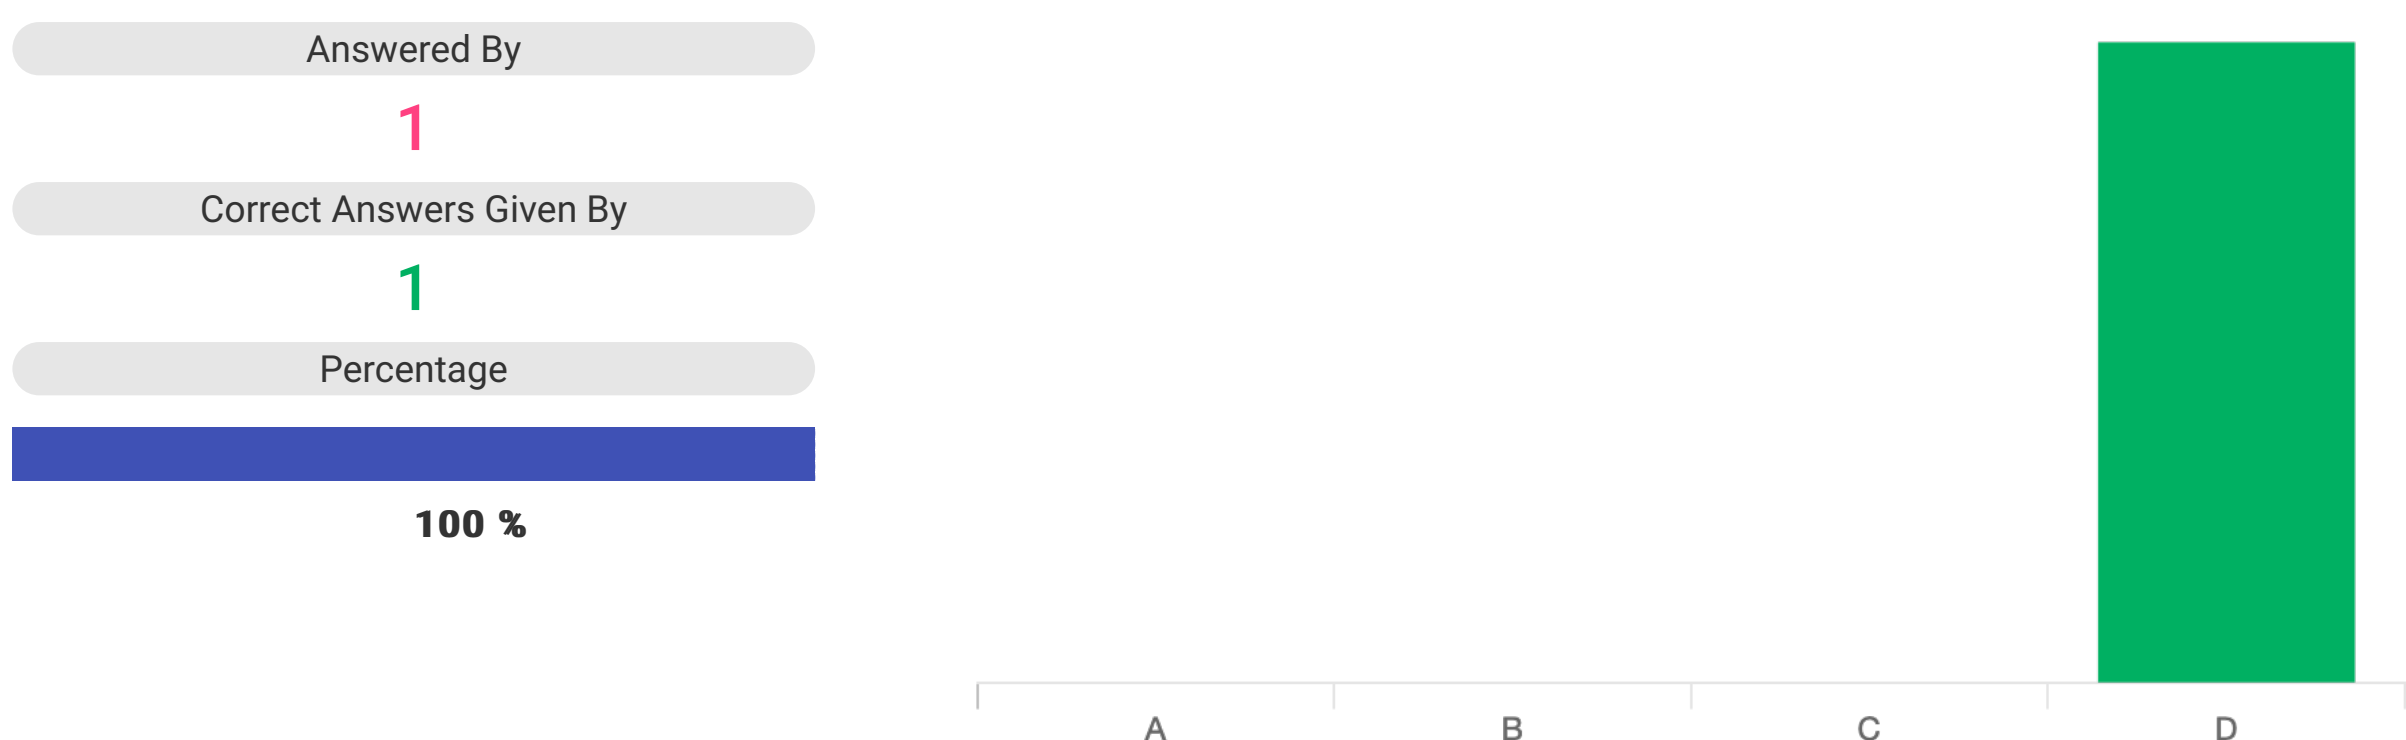 Answered By
1
Correct Answers Given By
1
Percentage
100 %
A B C D